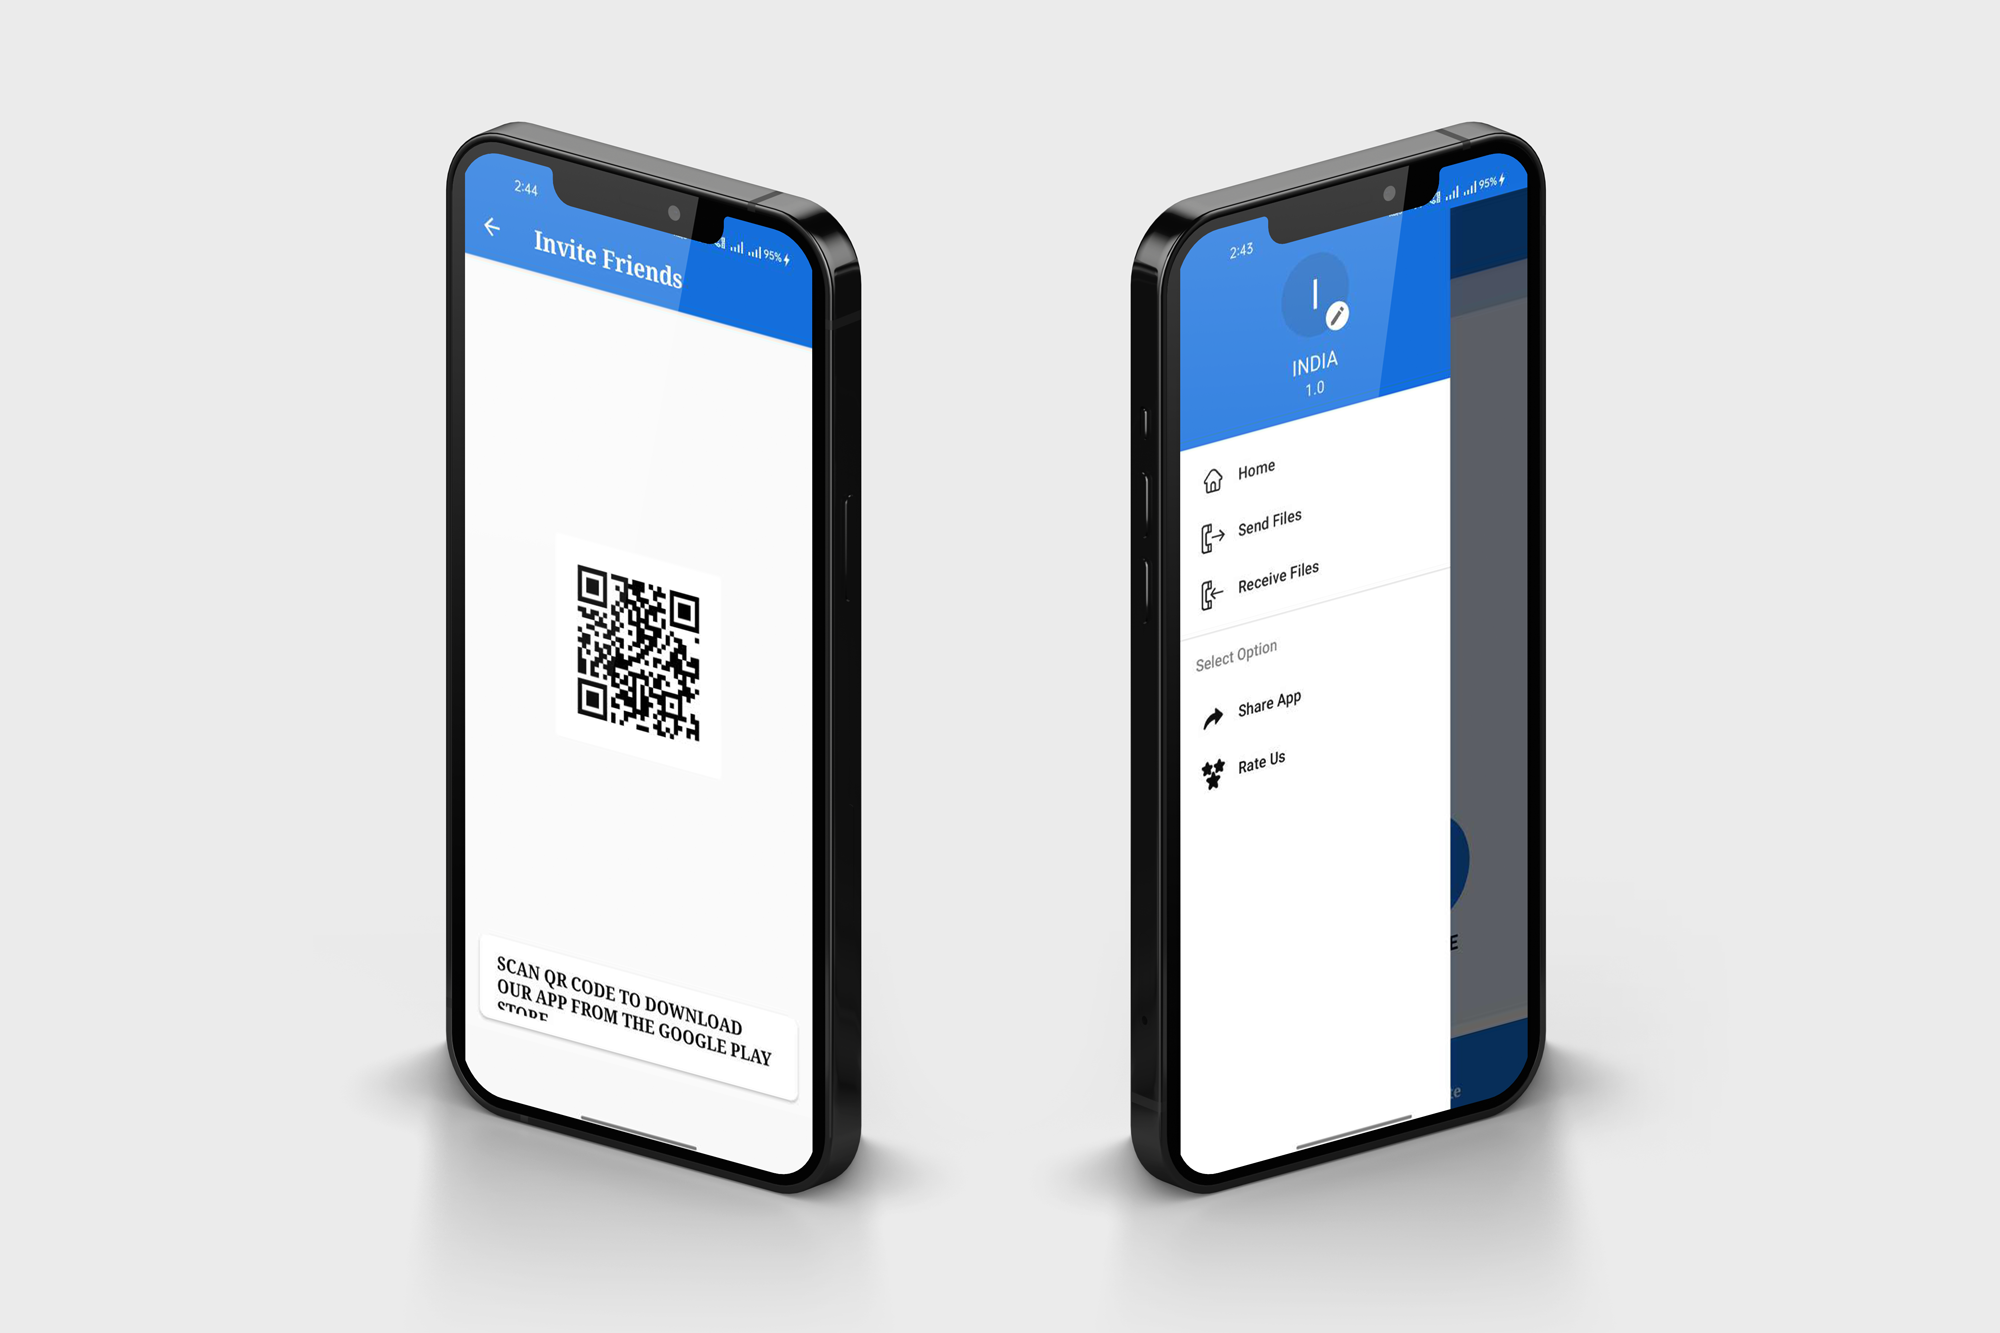 2:44
95%
Invite Friends
SCAN QR CODE TO DOWNLOAD
OUR APP FROM THE GOOGLE PLAY
STORE
2:43
95%
I
INDIA
1.0
Home
Send Files
Receive Files
Select Option
Share App
Rate Us
E